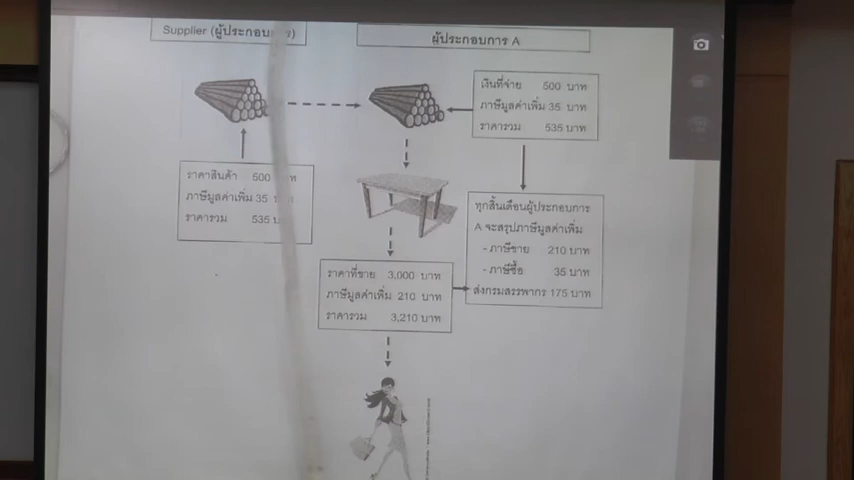 Supplier (ผู้ประกอบการ)
ผู้ประกอบการ A
เงินที่จ่าย 500 บาท
ภาษีมูลค่าเพิ่ม 35 บาท
ราคารวม 535 บาท
ราคาสินค้า 500
ภาษีมูลค่าเพิ่ม 35
ราคารวม 535
ทุกสิ้นเดือนผู้ประกอบการ
A จะสรุปภาษีมูลค่าเพิ่ม
- ภาษีขาย 210 บาท
- ภาษีซื้อ 35 บาท
ส่งกรมสรรพากร 175 บาท
ราคาที่ขาย 3,000 บาท
ภาษีมูลค่าเพิ่ม 210 บาท
ราคารวม 3,210 บาท